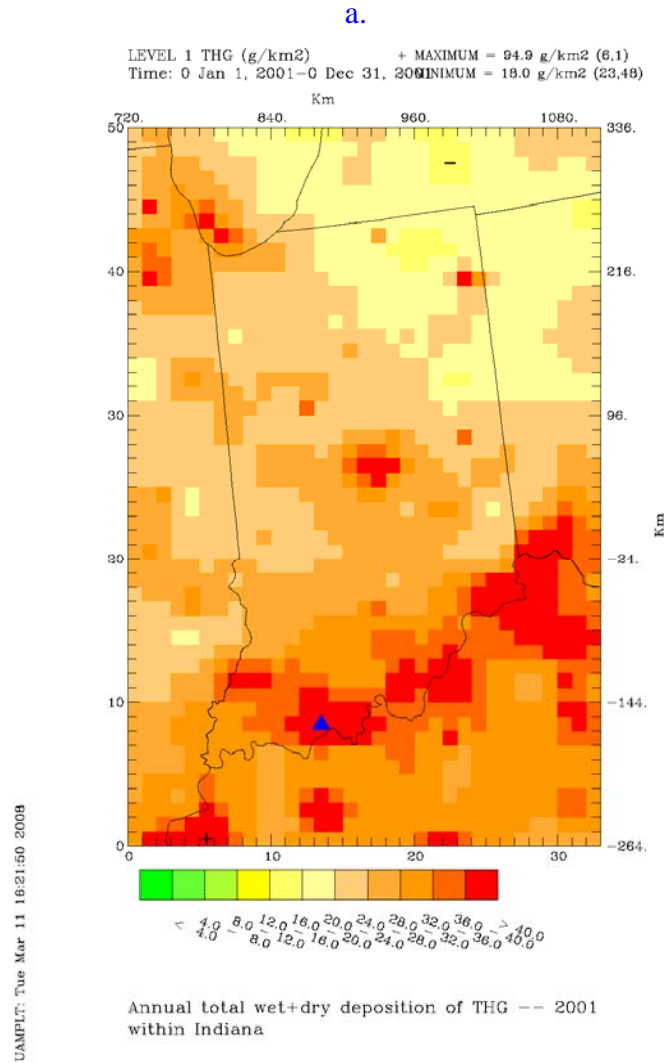 a.
LEVEL 1 THG (g/km2) + MAXIMUM = 94.9 g/km2 (6,1)
Time: 0 Jan 1, 2001-0 Dec 31, 2001 MINIMUM = 18.0 g/km2 (23,48)
Km
720. 840. 960. 1080.
50 336.
40 216.
30 96.
Km
20 -24.
10 -144.
0 -264.
0 10 20 30
< 4.0
4.0 - 8.0
8.0 - 12.0
12.0 - 16.0
16.0 - 20.0
20.0 - 24.0
24.0 - 28.0
28.0 - 32.0
32.0 - 36.0
36.0 - 40.0
> 40.0
UAMPLT: Tue Mar 11 16:21:50 2008
Annual total wet+dry deposition of THG -- 2001
within Indiana